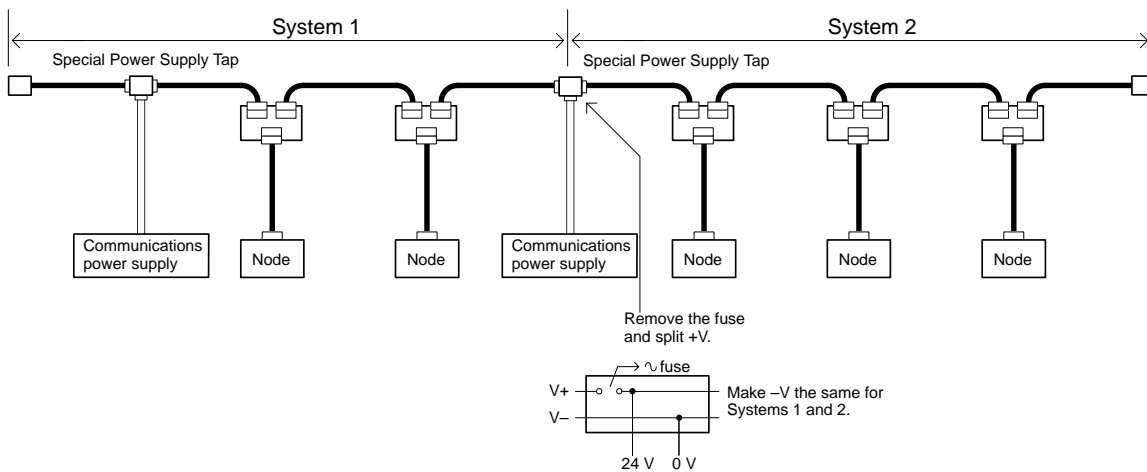 System 1
System 2
Special Power Supply Tap
Special Power Supply Tap
Communications
power supply
Node
Node
Communications
power supply
Node
Node
Node
Remove the fuse
and split +V.
fuse
V+
V–
Make –V the same for
Systems 1 and 2.
24 V
0 V